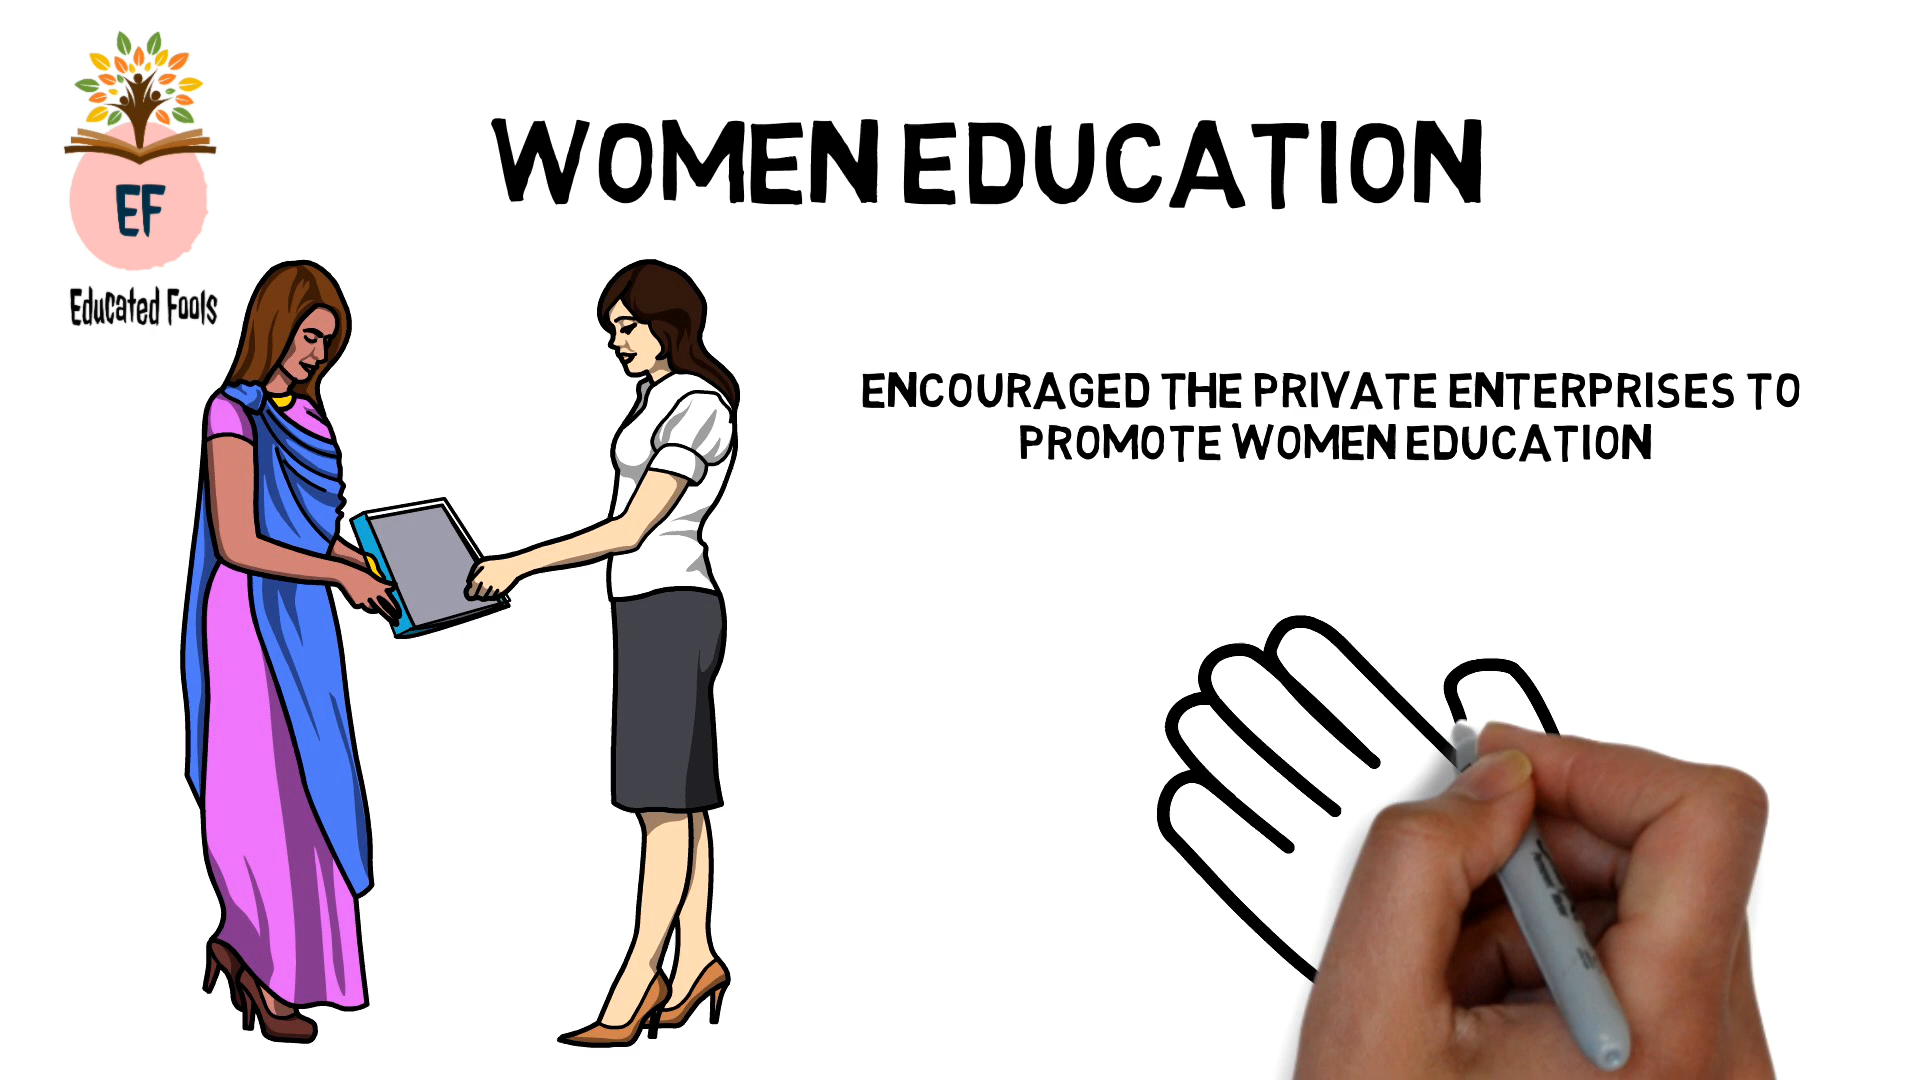 EF
Educated Fools
WOMEN EDUCATION
ENCOURAGED THE PRIVATE ENTERPRISES TO
PROMOTE WOMEN EDUCATION